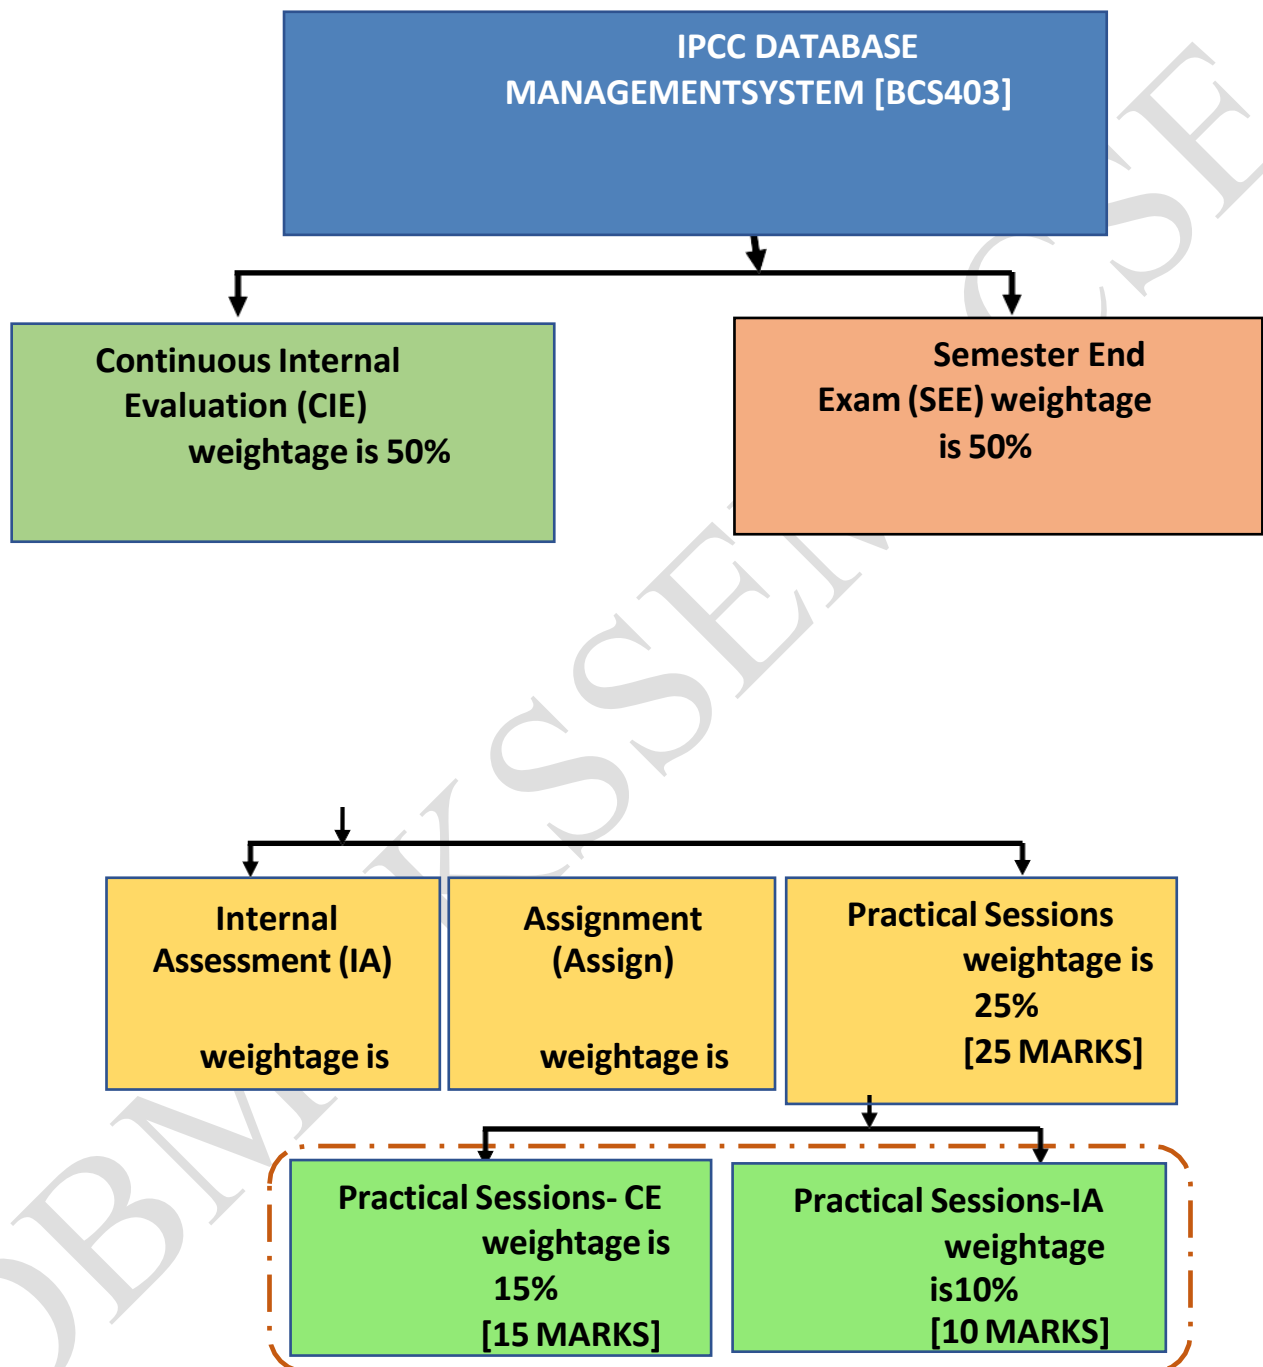 IPCC DATABASE
MANAGEMENTSYSTEM [BCS403]
Continuous Internal
Evaluation (CIE)
weightage is 50%
Semester End
Exam (SEE) weightage
is 50%
Internal
Assessment (IA)
weightage is
Assignment
(Assign)
weightage is
Practical Sessions
weightage is
25%
[25 MARKS]
Practical Sessions- CE
weightage is
15%
[15 MARKS]
Practical Sessions-IA
weightage
is10%
[10 MARKS]